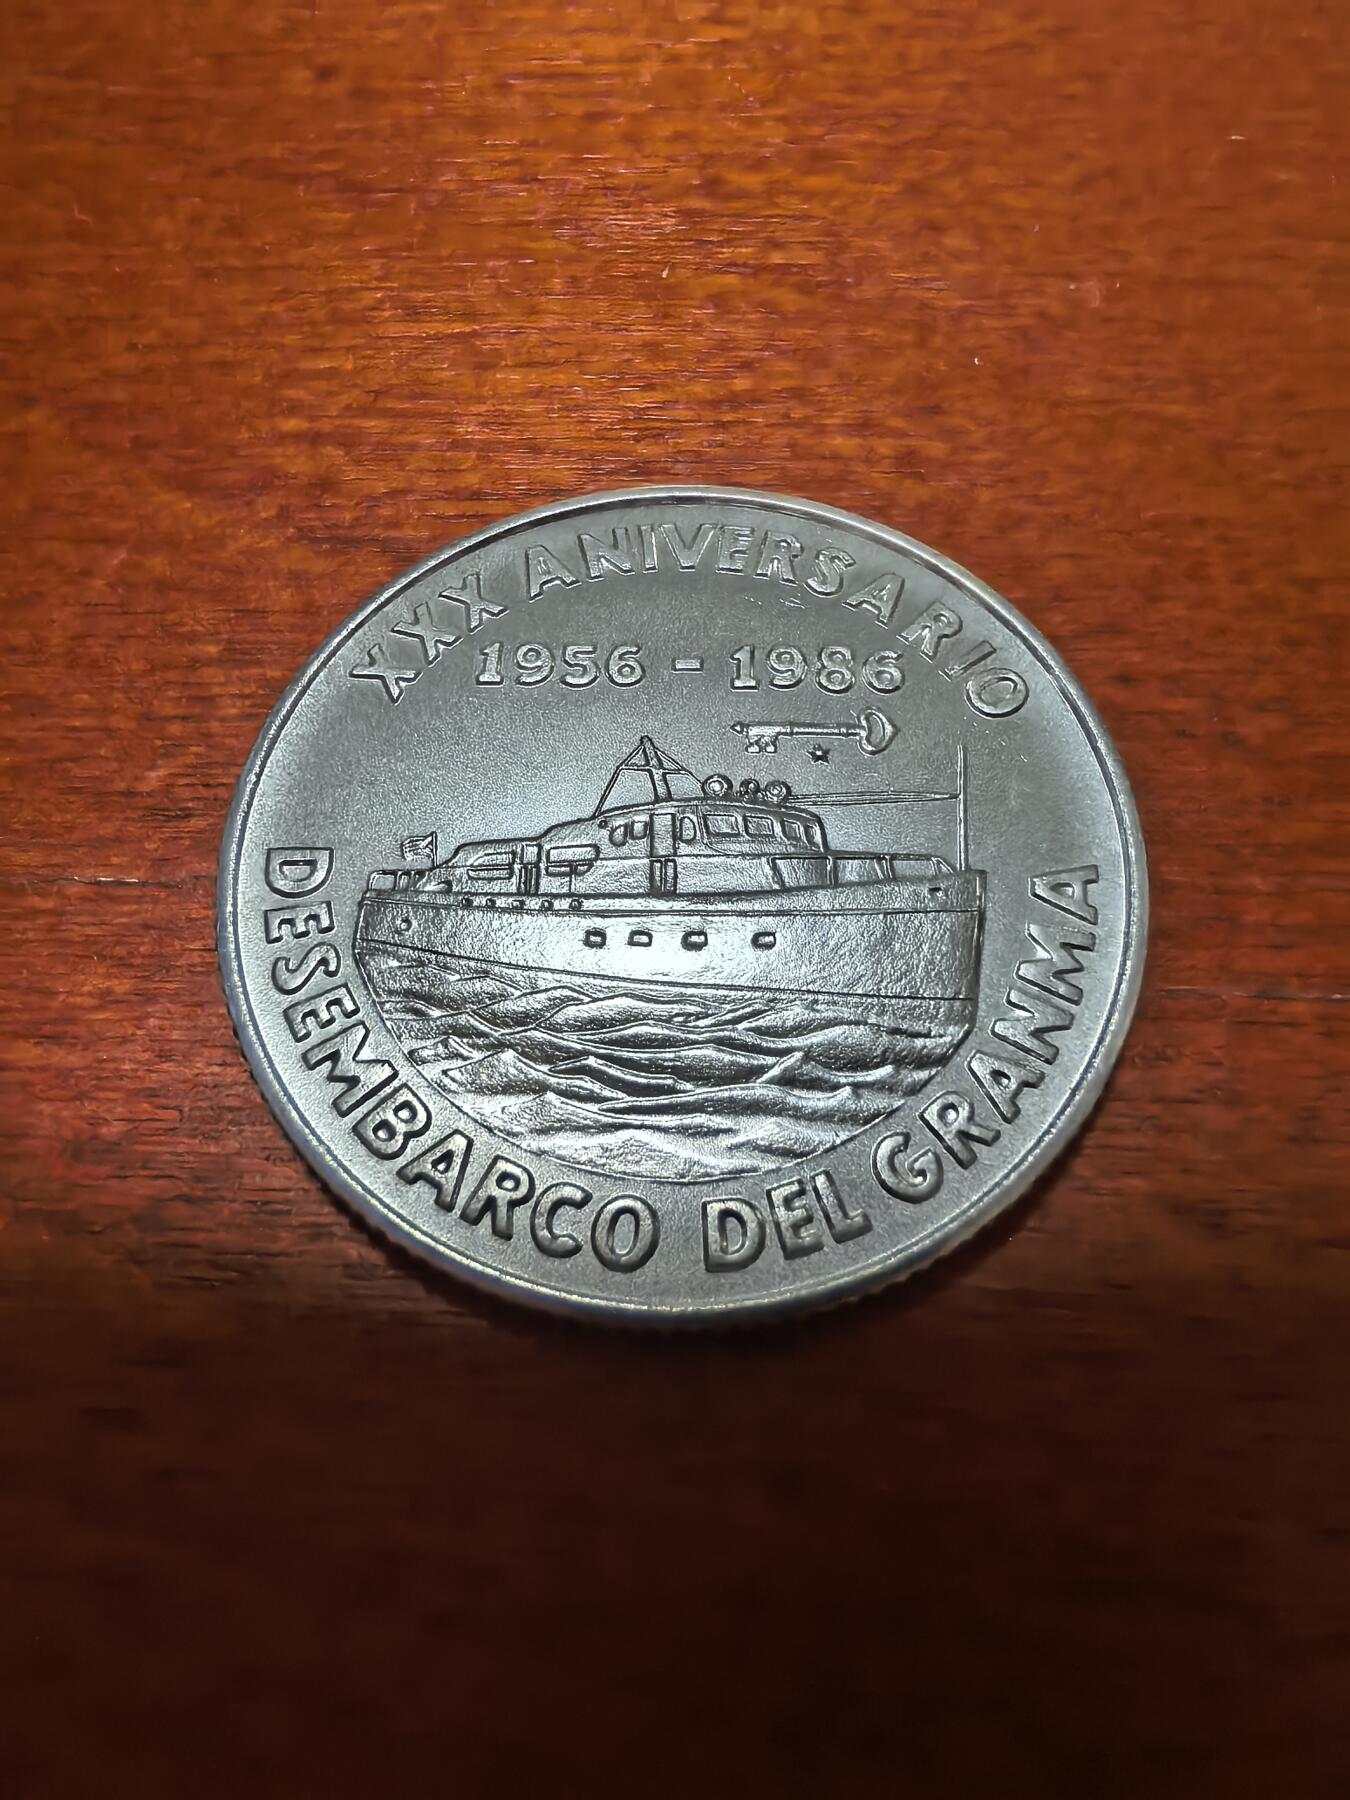 XXX ANIVERSARIO
1956 - 1986
DESEMBARCO DEL GRANMA